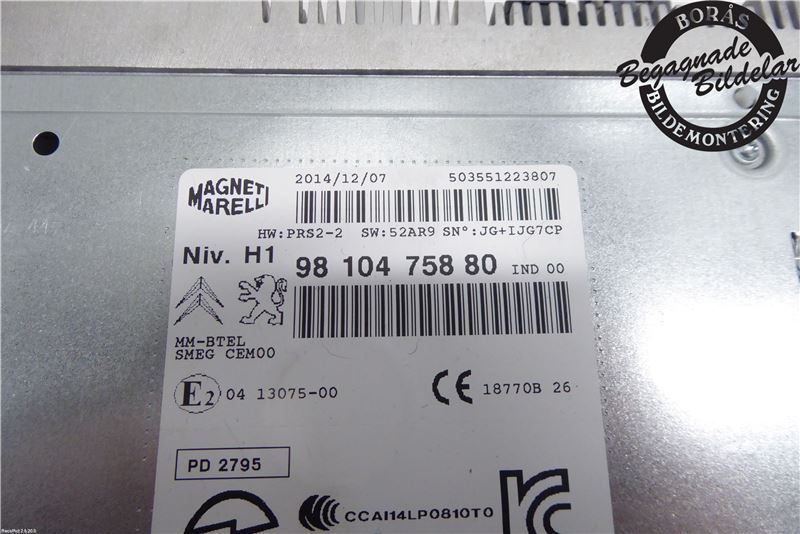 BORÅS
Begagnade
Bildelar
BILDEMONTERING
MAGNETI
MARELLI
2014/12/07 503551223807
HW:PRS2-2 SW:52AR9 SN°:JG+IJG7CP
Niv. H1
98 104 758 80 IND 00
MM-BTEL
SMEG CEM00
E2 04 13075-00
CE 18770B 26
PD 2795
CCAI14LP0810T0